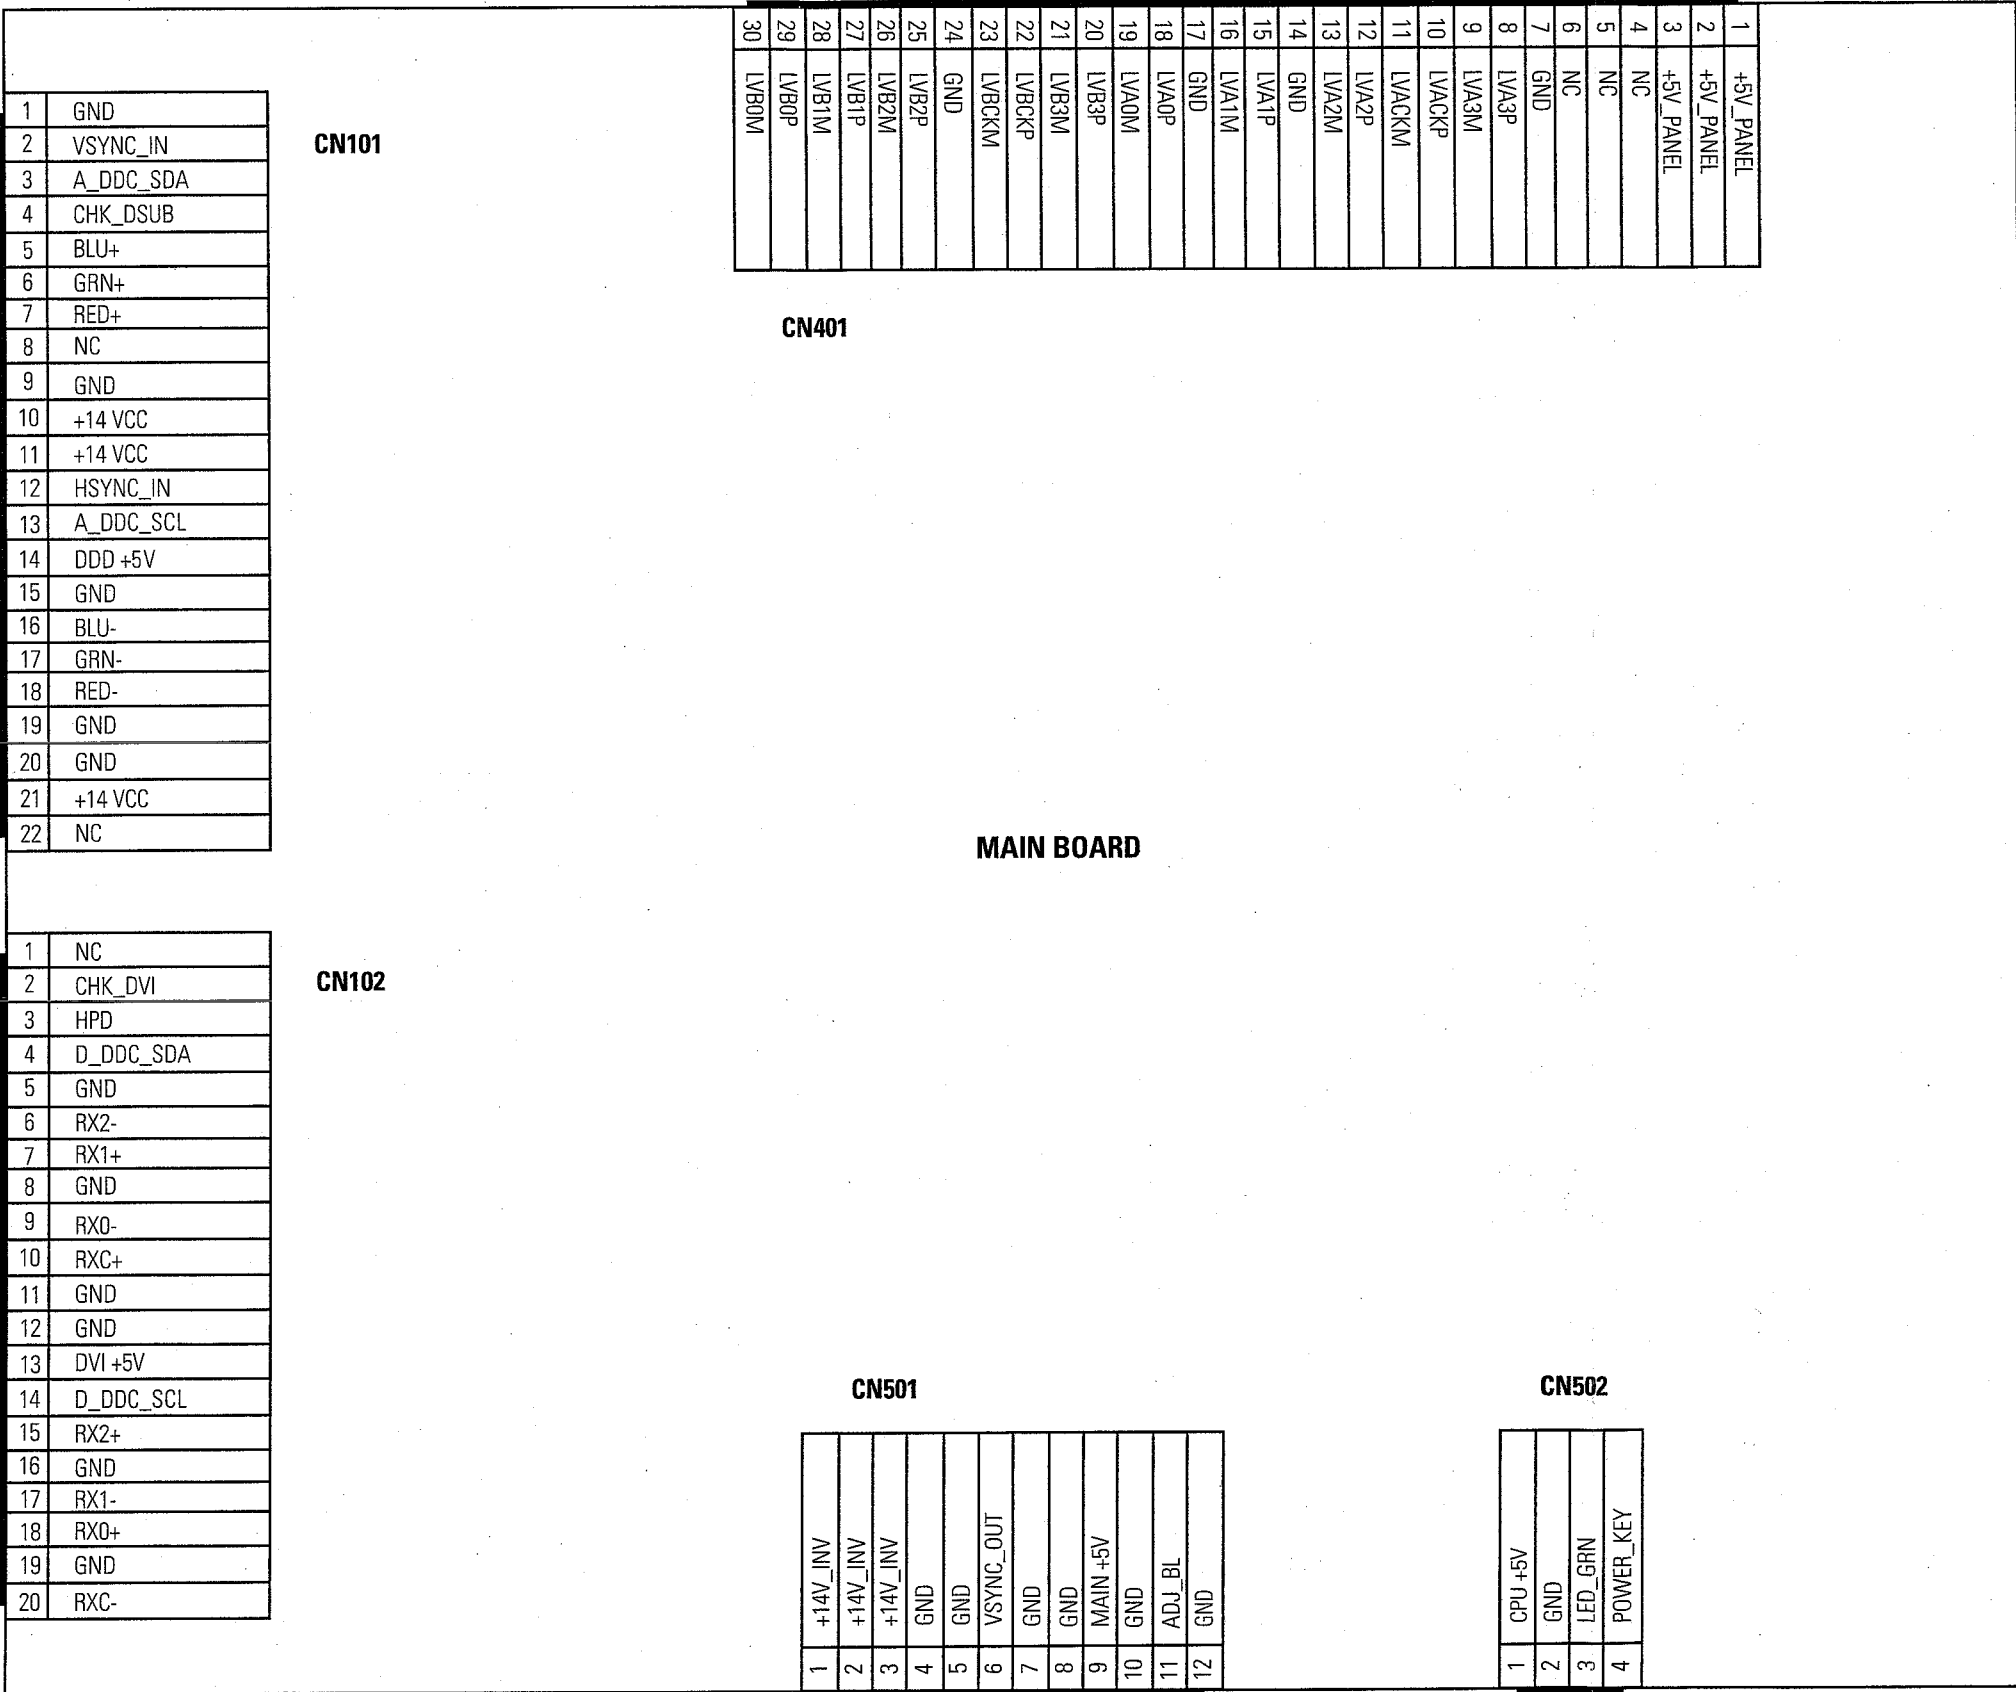 30 LVB0M
29 LVB0P
28 LVB1M
27 LVB1P
26 LVB2M
25 LVB2P
24 GND
23 LVBCKM
22 LVBCKP
21 LVB3M
20 LVB3P
19 LVA0M
18 LVA0P
17 GND
16 LVA1M
15 LVA1P
14 GND
13 LVA2M
12 LVA2P
11 LVACKM
10 LVACKP
9 LVA3M
8 LVA3P
7 GND
6 NC
5 NC
4 NC
3 +5V_PANEL
2 +5V_PANEL
1 +5V_PANEL
CN401
CN101
1 GND
2 VSYNC_IN
3 A_DDC_SDA
4 CHK_DSUB
5 BLU+
6 GRN+
7 RED+
8 NC
9 GND
10 +14 VCC
11 +14 VCC
12 HSYNC_IN
13 A_DDC_SCL
14 DDD +5V
15 GND
16 BLU-
17 GRN-
18 RED-
19 GND
20 GND
21 +14 VCC
22 NC
MAIN BOARD
CN102
1 NC
2 CHK_DVI
3 HPD
4 D_DDC_SDA
5 GND
6 RX2-
7 RX1+
8 GND
9 RX0-
10 RXC+
11 GND
12 GND
13 DVI +5V
14 D_DDC_SCL
15 RX2+
16 GND
17 RX1-
18 RX0+
19 GND
20 RXC-
CN501
1 +14V_INV
2 +14V_INV
3 +14V_INV
4 GND
5 GND
6 VSYNC_OUT
7 GND
8 GND
9 MAIN +5V
10 GND
11 ADJ_BL
12 GND
CN502
1 CPU +5V
2 GND
3 LED_GRN
4 POWER_KEY